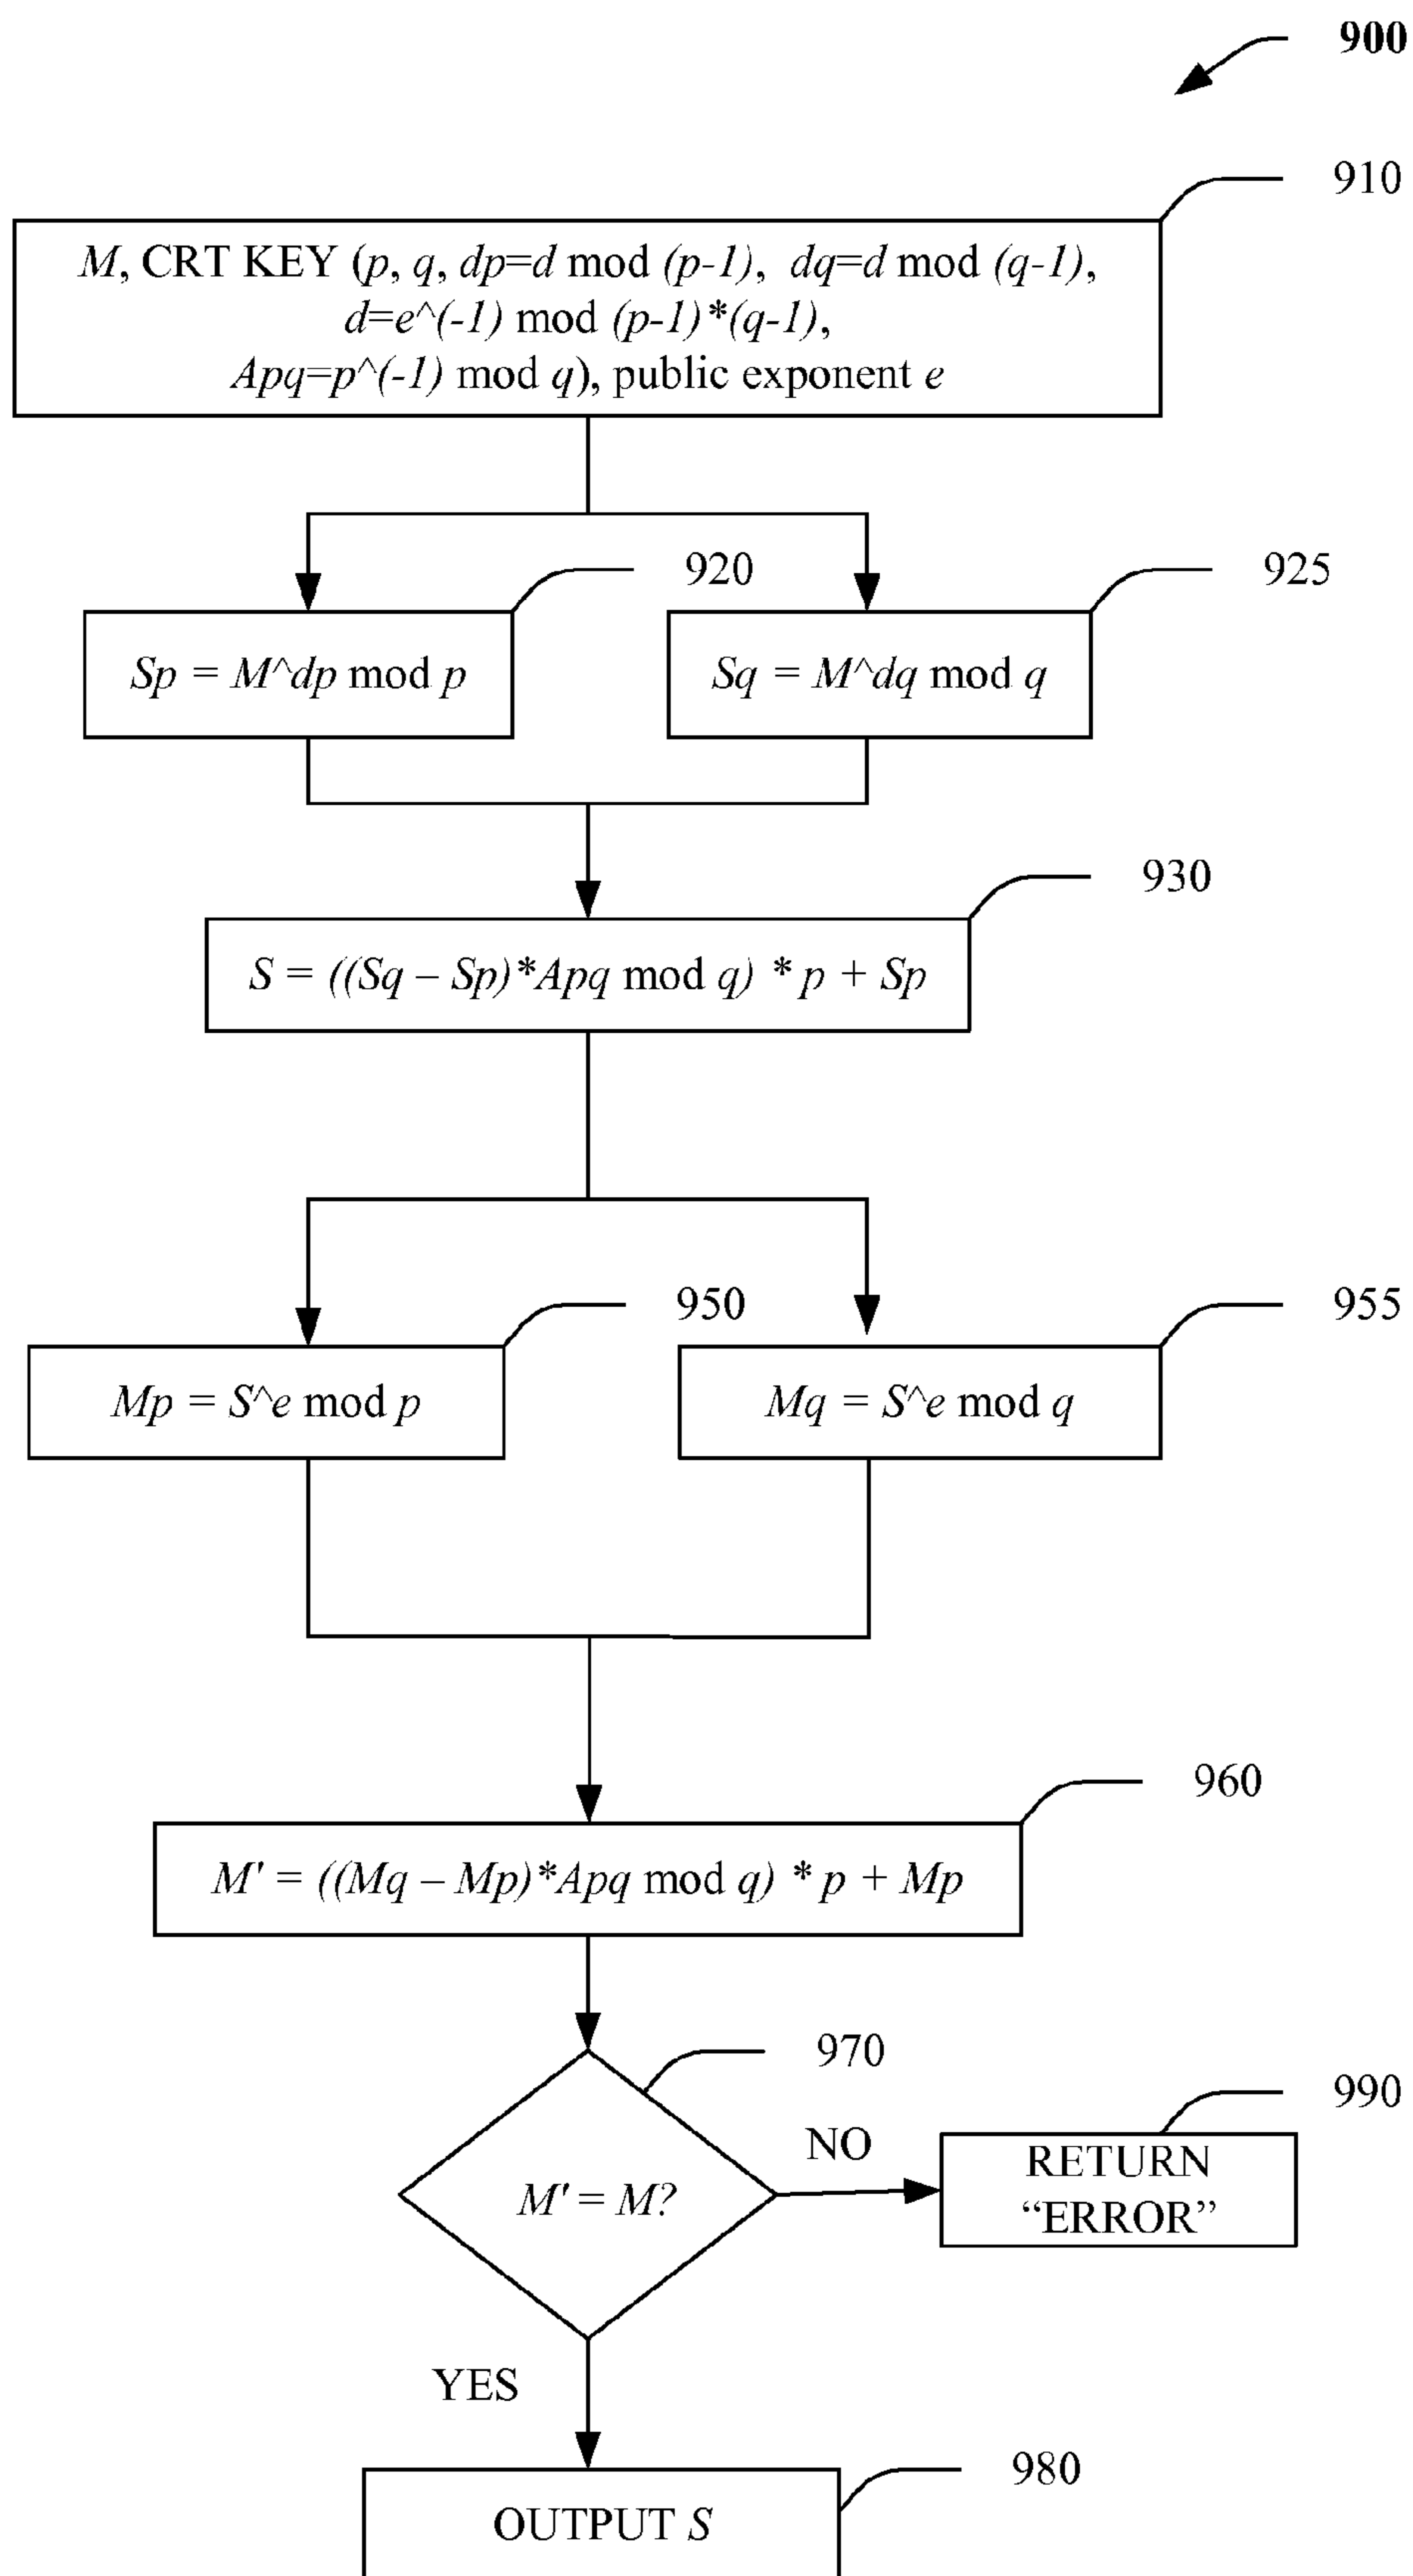 900
910
M, CRT KEY (p, q, dp=d mod (p-1), dq=d mod (q-1),
d=e^(-1) mod (p-1)*(q-1),
Apq=p^(-1) mod q), public exponent e
920
925
Sp = M^dp mod p
Sq = M^dq mod q
930
S = ((Sq – Sp)*Apq mod q) * p + Sp
950
955
Mp = S^e mod p
Mq = S^e mod q
960
M' = ((Mq – Mp)*Apq mod q) * p + Mp
970
990
NO
RETURN
“ERROR”
M' = M?
YES
980
OUTPUT S